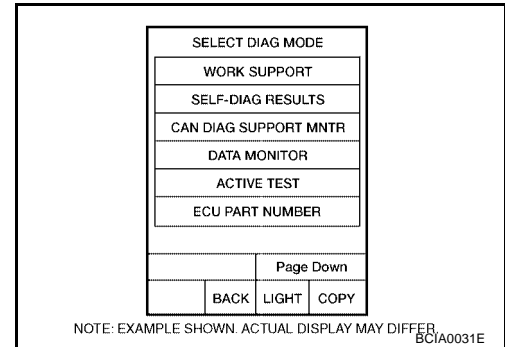 SELECT DIAG MODE
WORK SUPPORT
SELF-DIAG RESULTS
CAN DIAG SUPPORT MNTR
DATA MONITOR
ACTIVE TEST
ECU PART NUMBER
Page Down
BACK LIGHT COPY
NOTE: EXAMPLE SHOWN. ACTUAL DISPLAY MAY DIFFER.
BCIA0031E